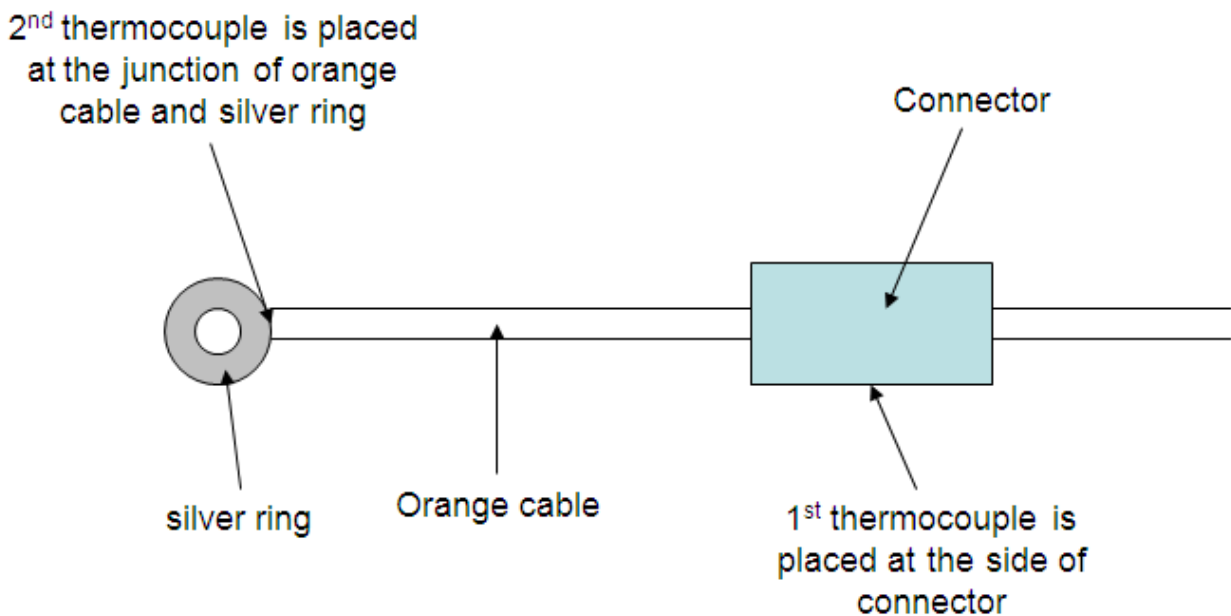 2nd thermocouple is placed
at the junction of orange
cable and silver ring
Connector
silver ring
Orange cable
1st thermocouple is
placed at the side of
connector